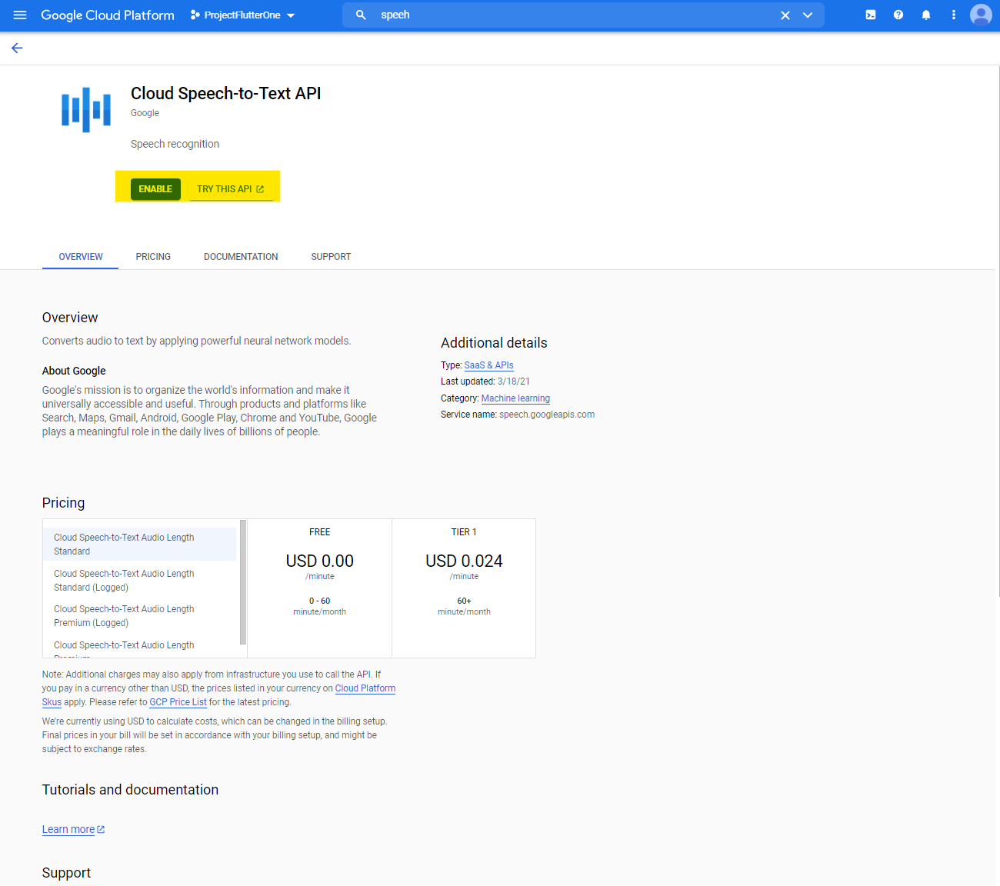 Google Cloud Platform ProjectFlutterOne speeh
Cloud Speech-to-Text API
Google
Speech recognition
ENABLE TRY THIS API
OVERVIEW PRICING DOCUMENTATION SUPPORT
Overview
Converts audio to text by applying powerful neural network models.
About Google
Google's mission is to organize the world's information and make it
universally accessible and useful. Through products and platforms like
Search, Maps, Gmail, Android, Google Play, Chrome and YouTube, Google
plays a meaningful role in the daily lives of billions of people.
Additional details
Type: SaaS & APIs
Last updated: 3/18/21
Category: Machine learning
Service name: speech.googleapis.com
Pricing
Cloud Speech-to-Text Audio Length
Standard
Cloud Speech-to-Text Audio Length
Standard (Logged)
Cloud Speech-to-Text Audio Length
Premium (Logged)
Cloud Speech-to-Text Audio Length
Premium
FREE
USD 0.00
/minute
0 - 60
minute/month
TIER 1
USD 0.024
/minute
60+
minute/month
Note: Additional charges may also apply from infrastructure you use to call the API. If
you pay in a currency other than USD, the prices listed in your currency on Cloud Platform
Skus apply. Please refer to GCP Price List for the latest pricing.
We're currently using USD to calculate costs, which can be changed in the billing setup.
Final prices in your bill will be set in accordance with your billing setup, and might be
subject to exchange rates.
Tutorials and documentation
Learn more
Support